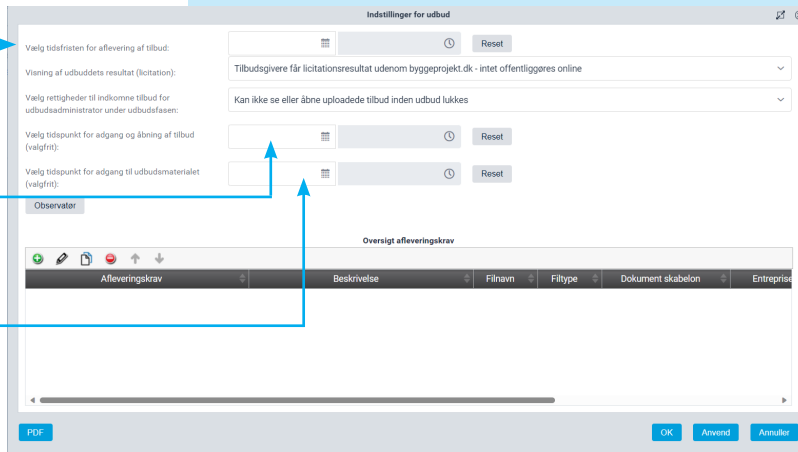 Indstillinger for udbud
Vælg tidsfristen for aflevering af tilbud:
Reset
Visning af udbuddets resultat (licitation):
Tilbudsgivere får licitationsresultat udenom byggeprojekt.dk - intet offentliggøres online
Vælg rettigheder til indkomne tilbud for
udbudsadministrator under udbudsfasen:
Kan ikke se eller åbne uploadede tilbud inden udbud lukkes
Vælg tidspunkt for adgang og åbning af tilbud
(valgfrit):
Reset
Vælg tidspunkt for adgang til udbudsmaterialet
(valgfrit):
Reset
Observatør
Oversigt afleveringskrav
Afleveringskrav Beskrivelse Filnavn Filtype Dokument skabelon Entreprise
PDF OK Anvend Annuller